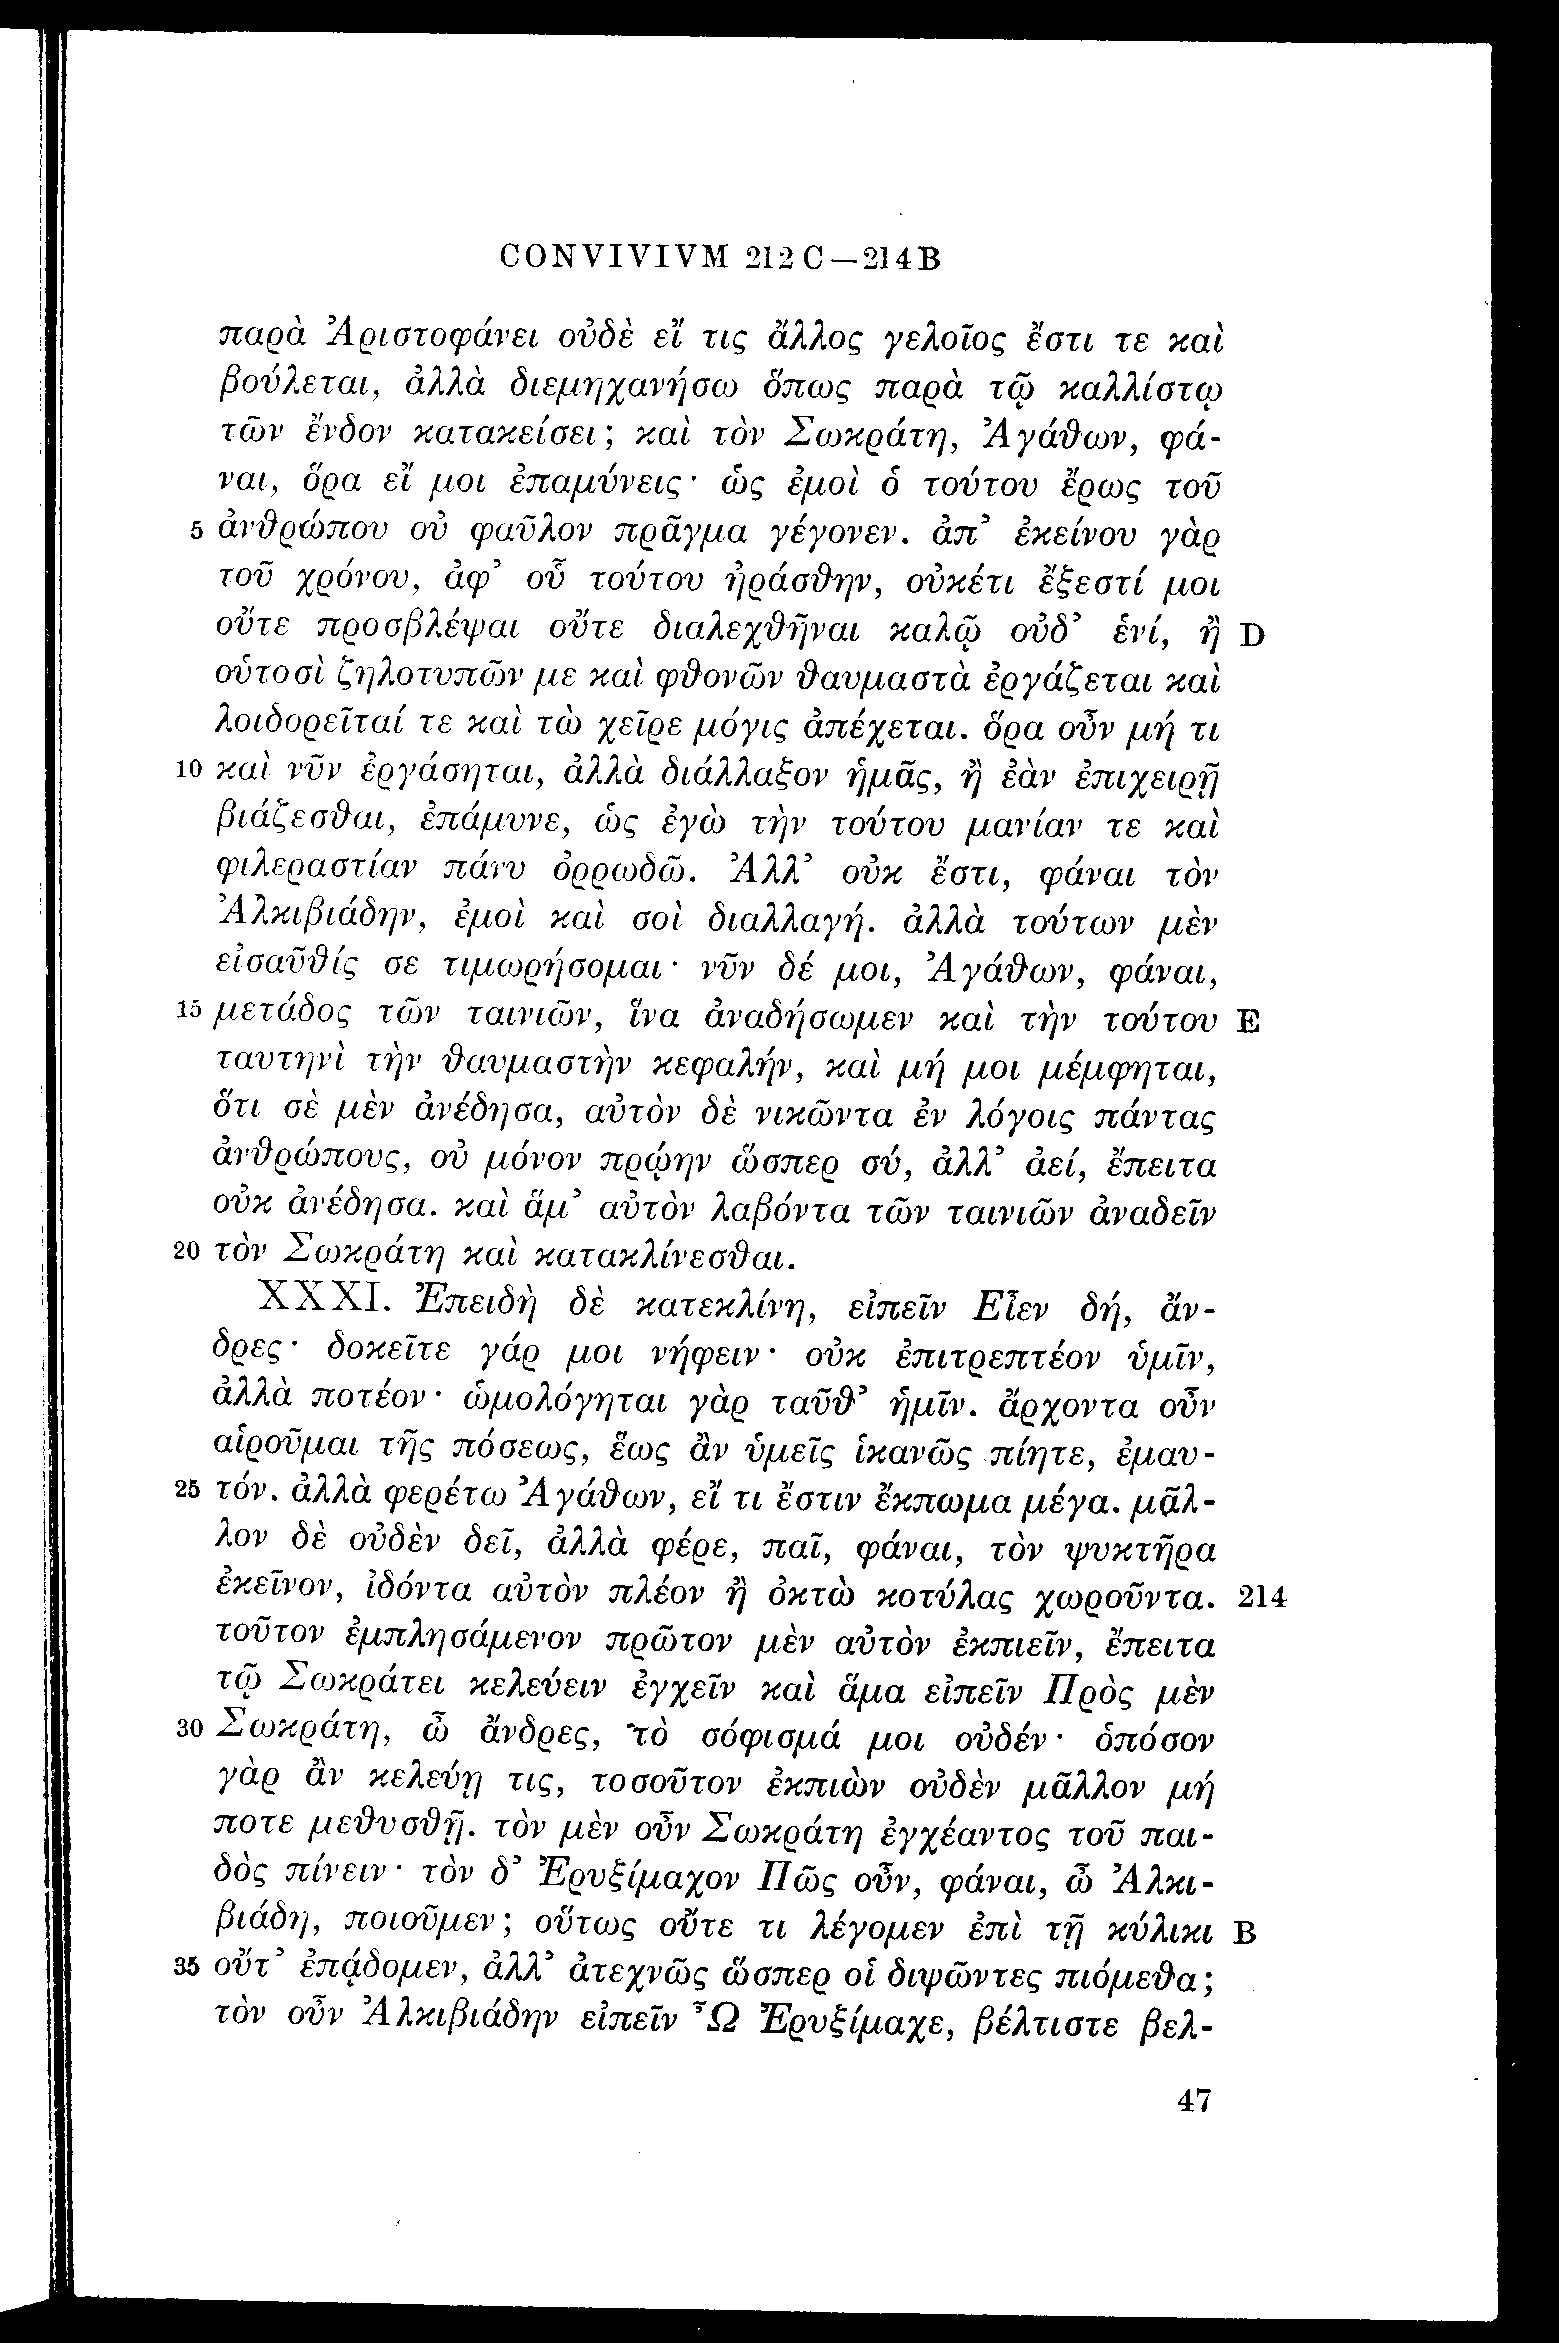 CONVIVIVM 212 C—214 B
παρὰ Ἀριστοφάνει οὐδὲ εἴ τις ἄλλος γελοῖος ἔστι τε καὶ
βούλεται, ἀλλὰ διεμηχανήσω ὅπως παρὰ τῷ καλλίστῳ
τῶν ἔνδον κατακείσει; καὶ τὸν Σωκράτη, Ἀγάθων, φά-
ναι, ὅρα εἴ μοι ἐπαμύνεις· ὡς ἐμοὶ ὁ τούτου ἔρως τοῦ
5 ἀνθρώπου οὐ φαῦλον πρᾶγμα γέγονεν. ἀπ’ ἐκείνου γὰρ
τοῦ χρόνου, ἀφ’ οὗ τούτου ἠράσθην, οὐκέτι ἔξεστί μοι
οὔτε προσβλέψαι οὔτε διαλεχθῆναι καλῷ οὐδ’ ἑνί, ἢ D
οὑτοσὶ ζηλοτυπῶν με καὶ φθονῶν θαυμαστὰ ἐργάζεται καὶ
λοιδορεῖταί τε καὶ τὼ χεῖρε μόγις ἀπέχεται. ὅρα οὖν μή τι
10 καὶ νῦν ἐργάσηται, ἀλλὰ διάλλαξον ἡμᾶς, ἢ ἐὰν ἐπιχειρῇ
βιάζεσθαι, ἐπάμυνε, ὡς ἐγὼ τὴν τούτου μανίαν τε καὶ
φιλεραστίαν πάνυ ὀρρωδῶ. Ἀλλ’ οὐκ ἔστι, φάναι τὸν
Ἀλκιβιάδην, ἐμοὶ καὶ σοὶ διαλλαγή. ἀλλὰ τούτων μὲν
εἰσαῦθίς σε τιμωρήσομαι· νῦν δέ μοι, Ἀγάθων, φάναι,
15 μετάδος τῶν ταινιῶν, ἵνα ἀναδήσωμεν καὶ τὴν τούτου E
ταυτηνὶ τὴν θαυμαστὴν κεφαλήν, καὶ μή μοι μέμφηται,
ὅτι σὲ μὲν ἀνέδησα, αὐτὸν δὲ νικῶντα ἐν λόγοις πάντας
ἀνθρώπους, οὐ μόνον πρῴην ὥσπερ σύ, ἀλλ’ ἀεί, ἔπειτα
οὐκ ἀνέδησα. καὶ ἅμ’ αὐτὸν λαβόντα τῶν ταινιῶν ἀναδεῖν
20 τὸν Σωκράτη καὶ κατακλίνεσθαι.
XXXI. Ἐπειδὴ δὲ κατεκλίνη, εἰπεῖν Εἶεν δή, ἄν-
δρες· δοκεῖτε γάρ μοι νήφειν· οὐκ ἐπιτρεπτέον ὑμῖν,
ἀλλὰ ποτέον· ὡμολόγηται γὰρ ταῦθ’ ἡμῖν. ἄρχοντα οὖν
αἱροῦμαι τῆς πόσεως, ἕως ἂν ὑμεῖς ἱκανῶς πίητε, ἐμαυ-
25 τόν. ἀλλὰ φερέτω Ἀγάθων, εἴ τι ἔστιν ἔκπωμα μέγα. μᾶλ-
λον δὲ οὐδὲν δεῖ, ἀλλὰ φέρε, παῖ, φάναι, τὸν ψυκτῆρα
ἐκεῖνον, ἰδόντα αὐτὸν πλέον ἢ ὀκτὼ κοτύλας χωροῦντα. 214
τοῦτον ἐμπλησάμενον πρῶτον μὲν αὐτὸν ἐκπιεῖν, ἔπειτα
τῷ Σωκράτει κελεύειν ἐγχεῖν καὶ ἅμα εἰπεῖν Πρὸς μὲν
30 Σωκράτη, ὦ ἄνδρες, τὸ σόφισμά μοι οὐδέν· ὁπόσον
γὰρ ἂν κελεύῃ τις, τοσοῦτον ἐκπιὼν οὐδὲν μᾶλλον μή
ποτε μεθυσθῇ. τὸν μὲν οὖν Σωκράτη ἐγχέαντος τοῦ παι-
δὸς πίνειν· τὸν δ’ Ἐρυξίμαχον Πῶς οὖν, φάναι, ὦ Ἀλκι-
βιάδη, ποιοῦμεν; οὕτως οὔτε τι λέγομεν ἐπὶ τῇ κύλικι B
35 οὔτ’ ἐπᾴδομεν, ἀλλ’ ἀτεχνῶς ὥσπερ οἱ διψῶντες πιόμεθα;
τὸν οὖν Ἀλκιβιάδην εἰπεῖν Ὦ Ἐρυξίμαχε, βέλτιστε βελ-
47